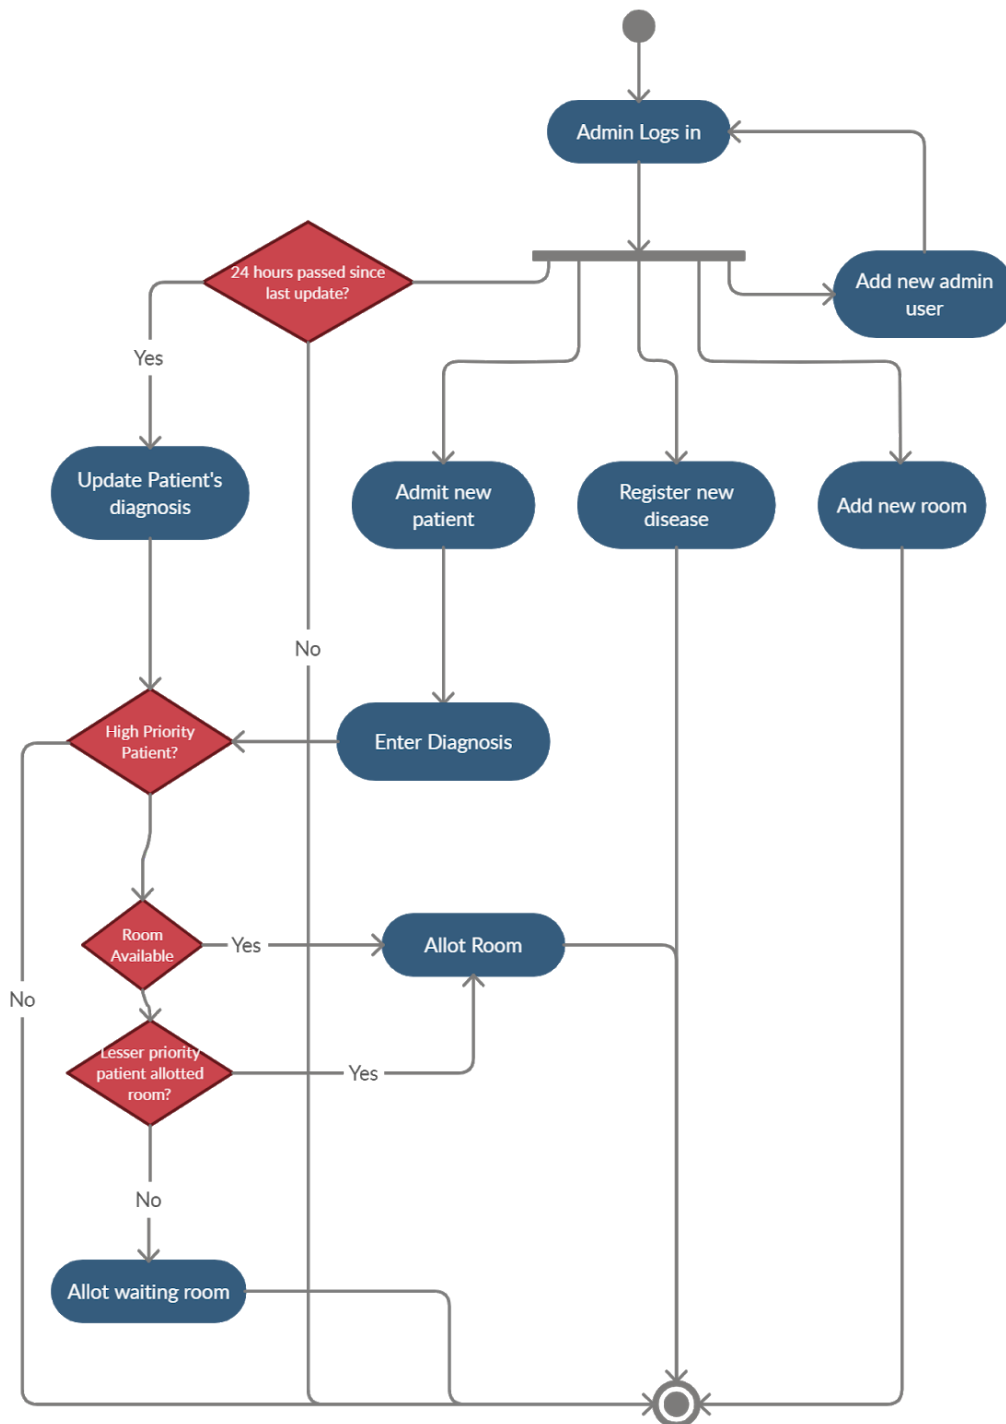 Admin Logs in
24 hours passed since
last update?
Add new admin
user
Yes
Update Patient's
diagnosis
Admit new
patient
Register new
disease
Add new room
No
High Priority
Patient?
Enter Diagnosis
Room
Available
Yes
Allot Room
No
Lesser priority
patient allotted
room?
Yes
No
Allot waiting room